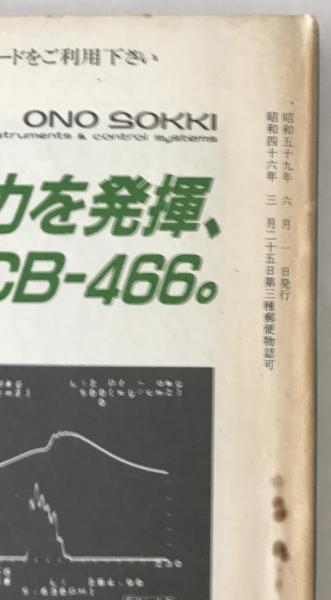 ードをご利用下さい
ONO SOKKI
struments & control systems
力を発揮、
CB-466。
昭和五十九年 六月 一 日発行
昭和四十六年 三 月二十五日第三種郵便物認可